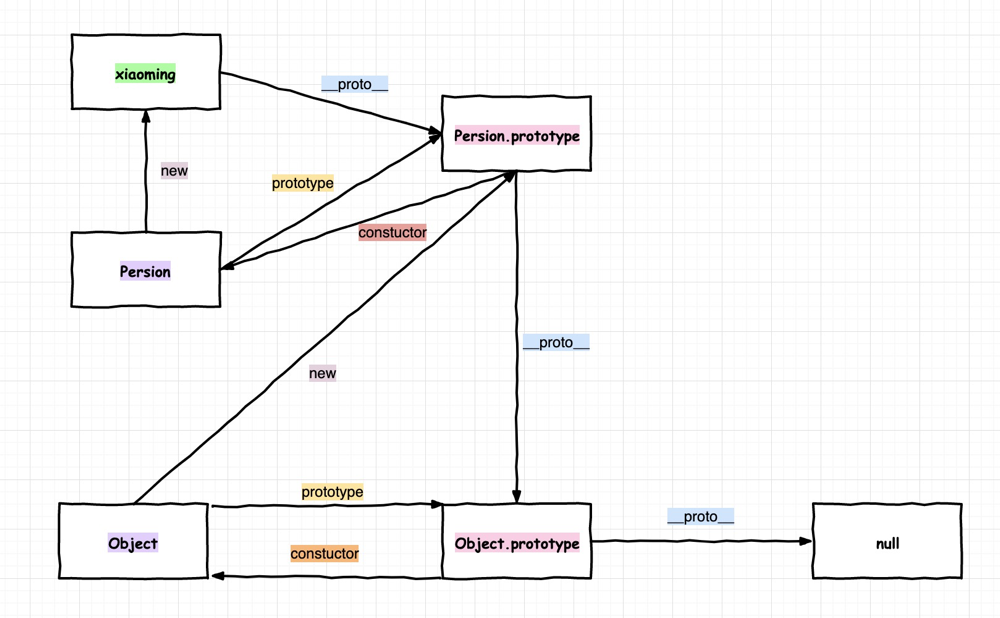 xiaoming
__proto__
Persion.prototype
new
prototype
constuctor
Persion
__proto__
new
prototype
__proto__
Object
constuctor
Object.prototype
null